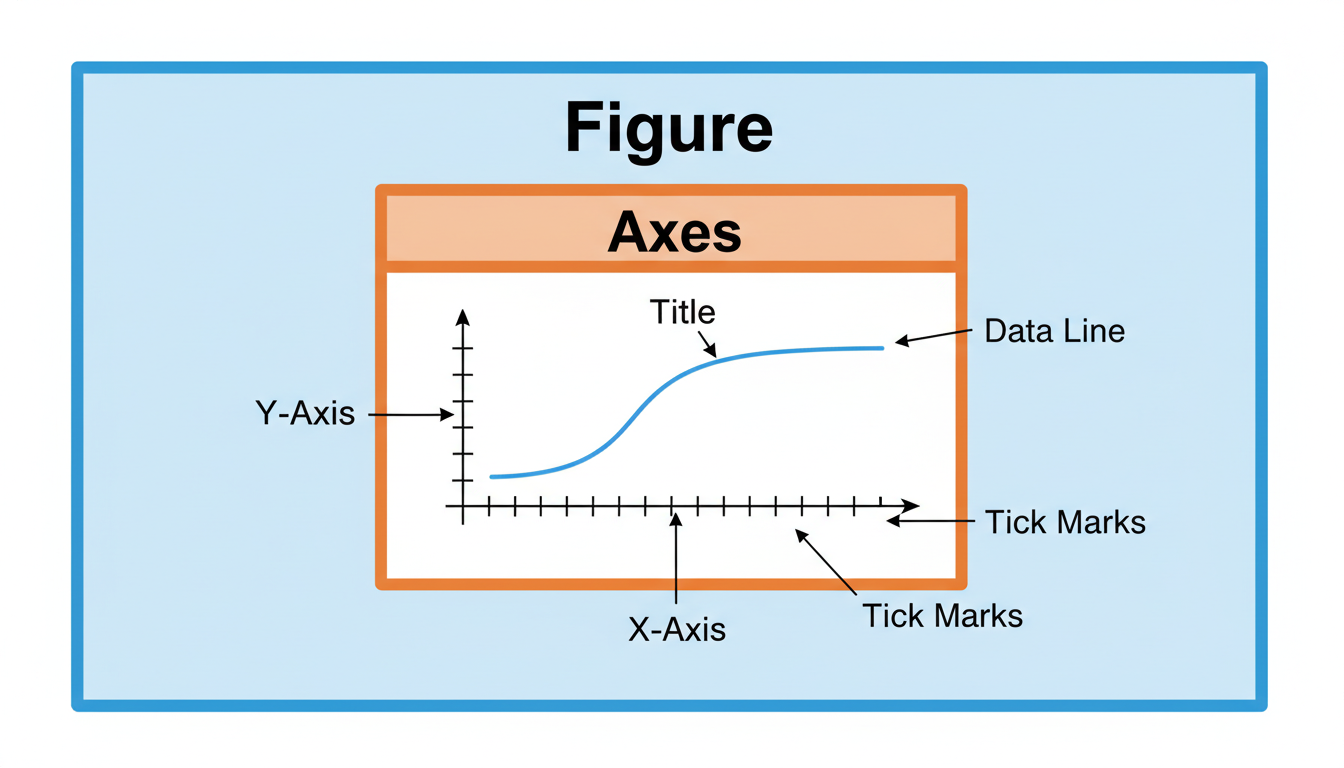 Figure
Axes
Title
Data Line
Y-Axis
Tick Marks
Tick Marks
X-Axis